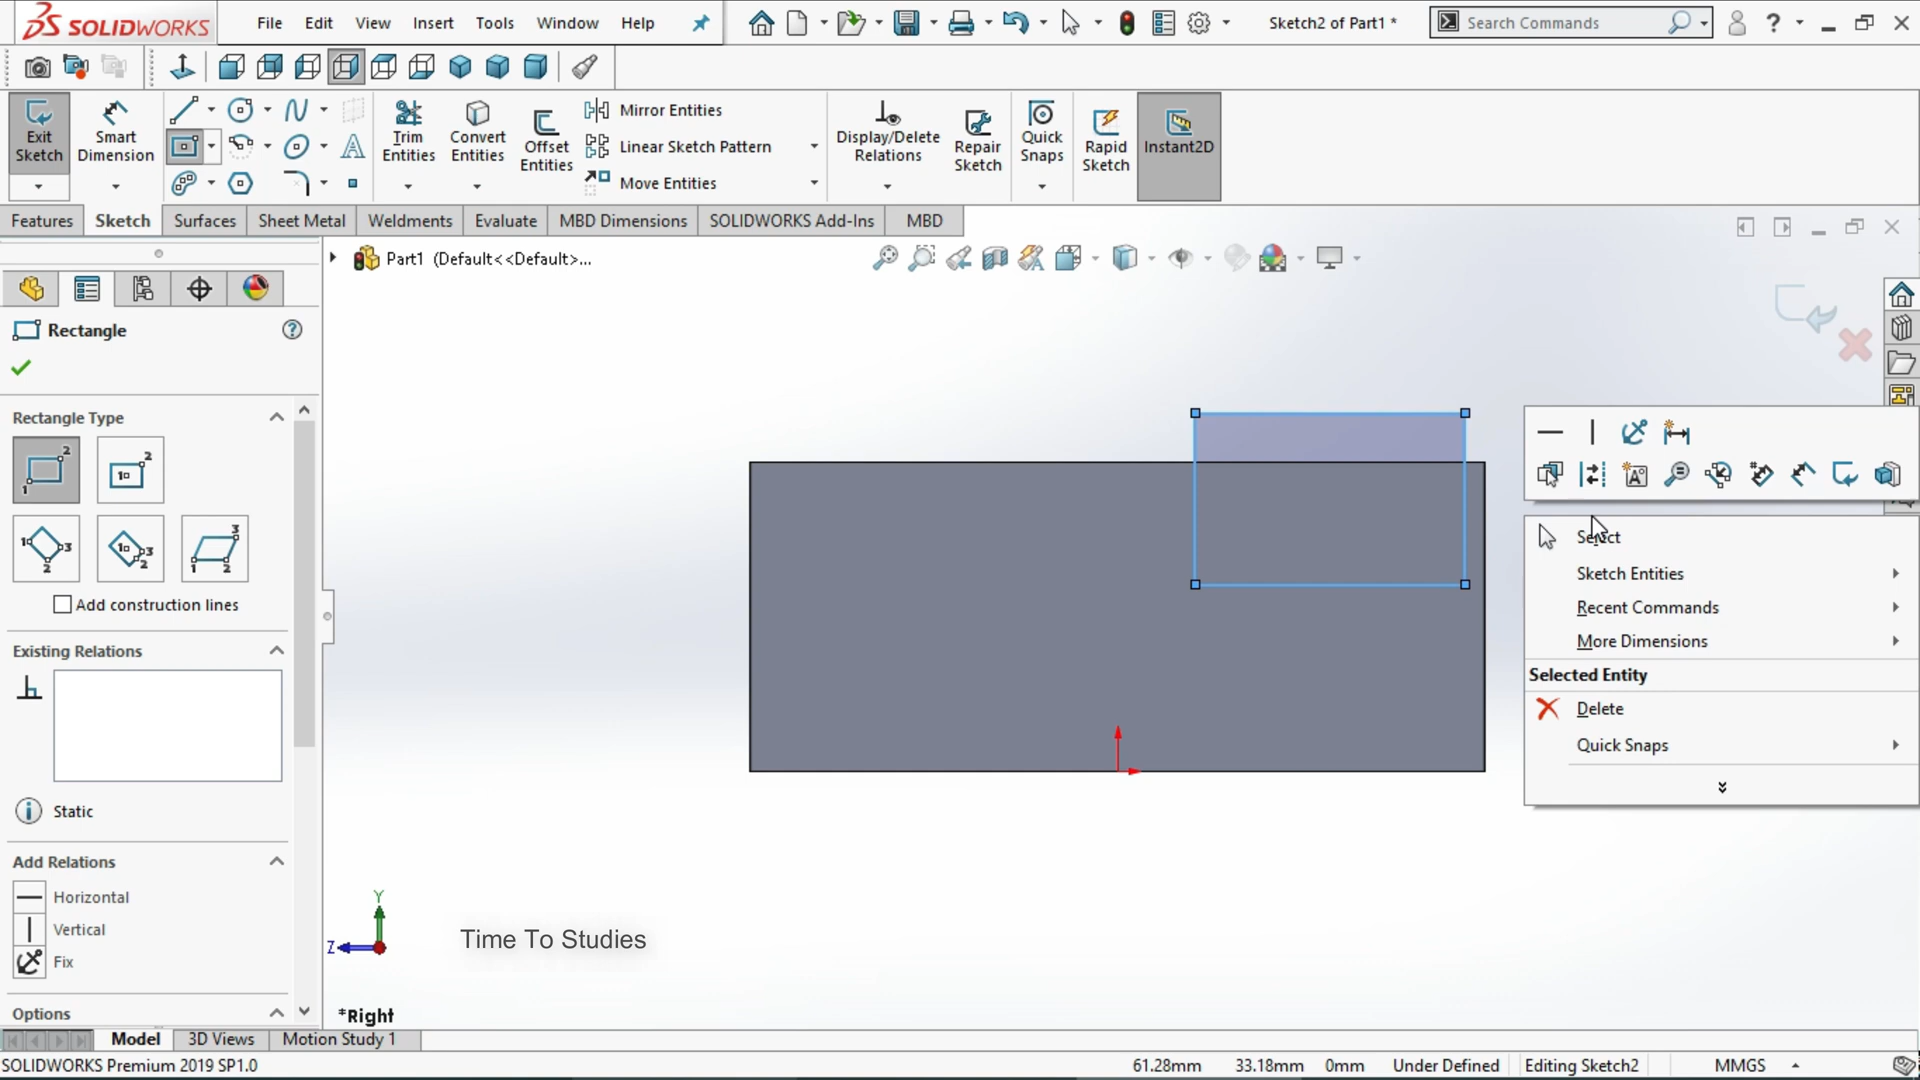 SOLIDWORKS
File Edit View Insert Tools Window Help
Sketch2 of Part1 *
Search Commands
Exit Sketch
Smart Dimension
Trim Entities
Convert Entities
Offset Entities
Mirror Entities
Linear Sketch Pattern
Move Entities
Display/Delete Relations
Repair Sketch
Quick Snaps
Rapid Sketch
Instant2D
Features Sketch Surfaces Sheet Metal Weldments Evaluate MBD Dimensions SOLIDWORKS Add-Ins MBD
Part1 (Default<<Default>...
Rectangle
Rectangle Type
Add construction lines
Existing Relations
Static
Add Relations
Horizontal
Vertical
Fix
Options
Select
Sketch Entities
Recent Commands
More Dimensions
Selected Entity
Delete
Quick Snaps
Y
Z
Time To Studies
*Right
Model 3D Views Motion Study 1
SOLIDWORKS Premium 2019 SP1.0
61.28mm 33.18mm 0mm Under Defined Editing Sketch2 MMGS